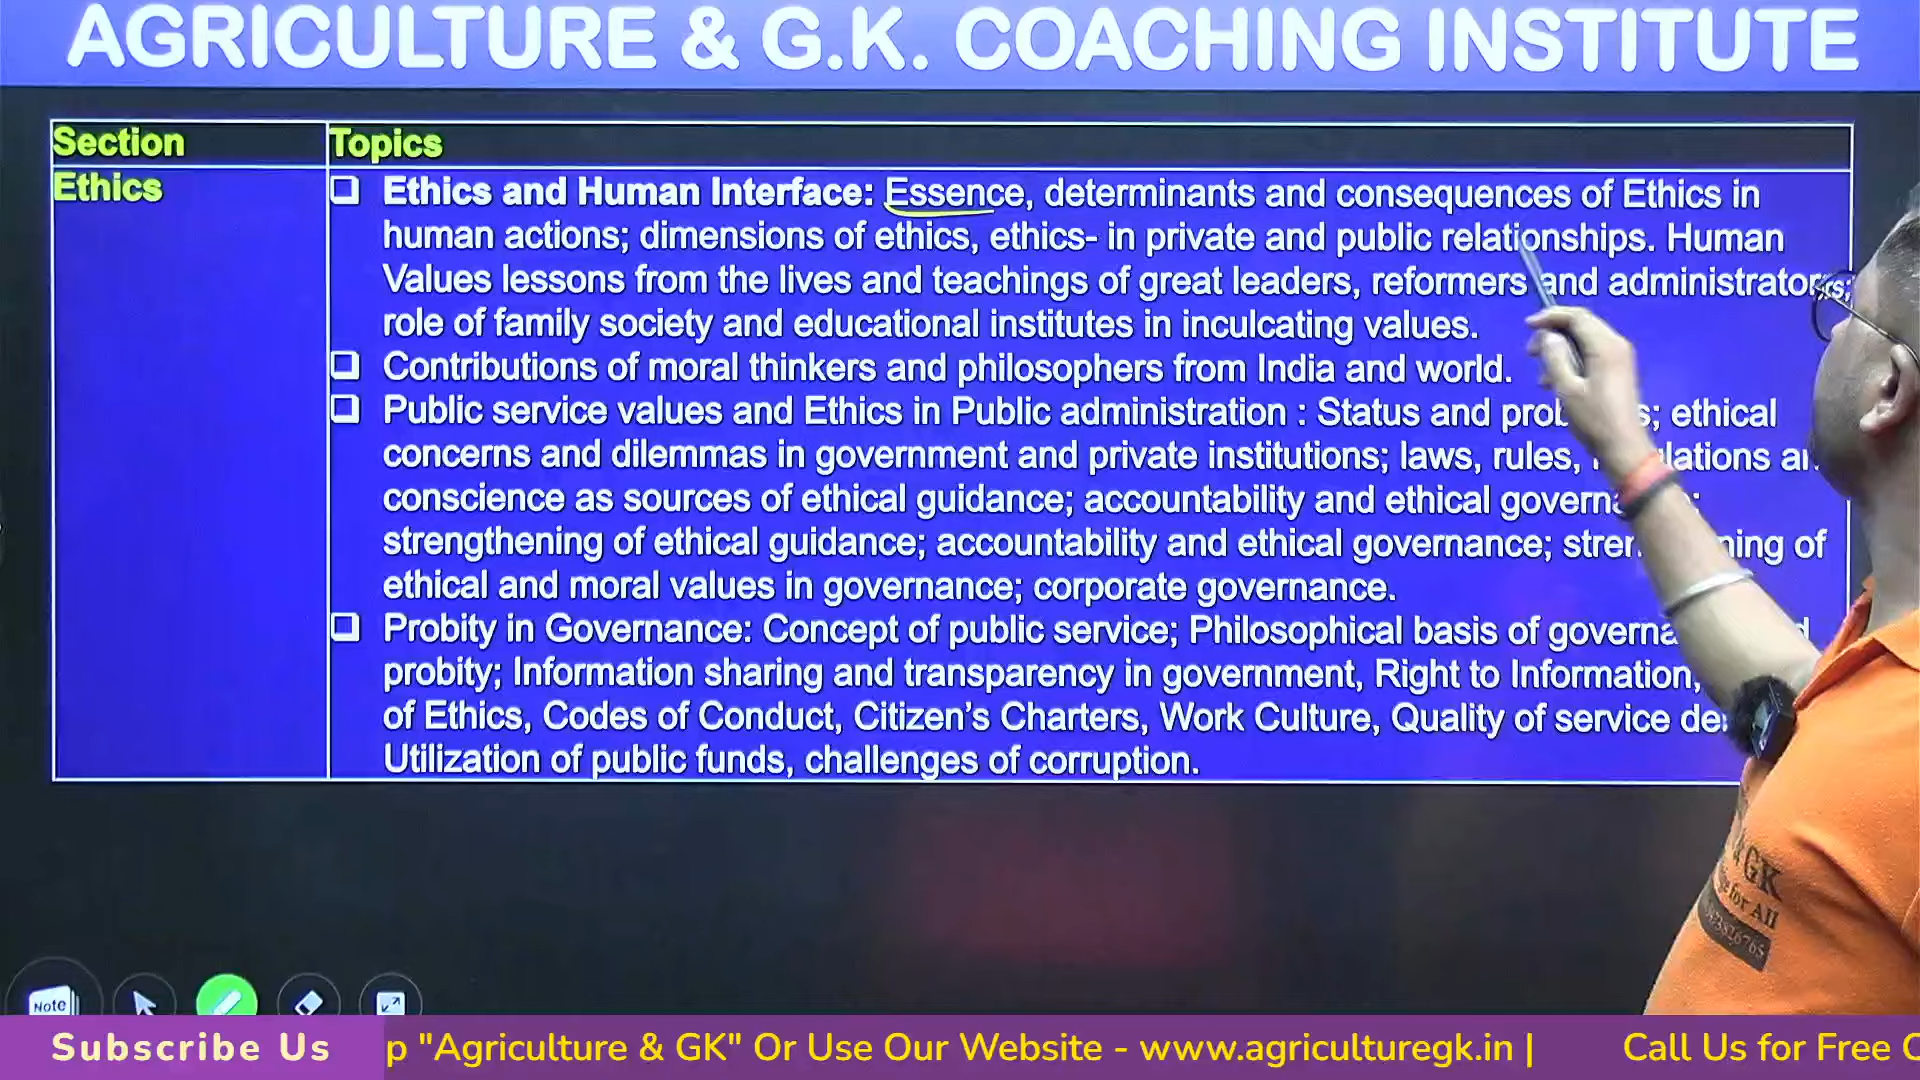 AGRICULTURE & G.K. COACHING INSTITUTE
Section
Topics
Ethics
Ethics and Human Interface: Essence, determinants and consequences of Ethics in
human actions; dimensions of ethics, ethics- in private and public relationships. Human
Values lessons from the lives and teachings of great leaders, reformers and administrators;
role of family society and educational institutes in inculcating values.
Contributions of moral thinkers and philosophers from India and world.
Public service values and Ethics in Public administration : Status and ; ethical
concerns and dilemmas in government and private institutions; laws, rules,
conscience as sources of ethical guidance; accountability and ethical
strengthening of ethical guidance; accountability and ethical governance; of
ethical and moral values in governance; corporate governance.
Probity in Governance: Concept of public service; Philosophical basis of
probity; Information sharing and transparency in government, Right to Information,
of Ethics, Codes of Conduct, Citizen's Charters, Work Culture, Quality of service
Utilization of public funds, challenges of corruption.
& GK
for All
Note
Subscribe Us
p "Agriculture & GK" Or Use Our Website - www.agriculturegk.in |
Call Us for Free